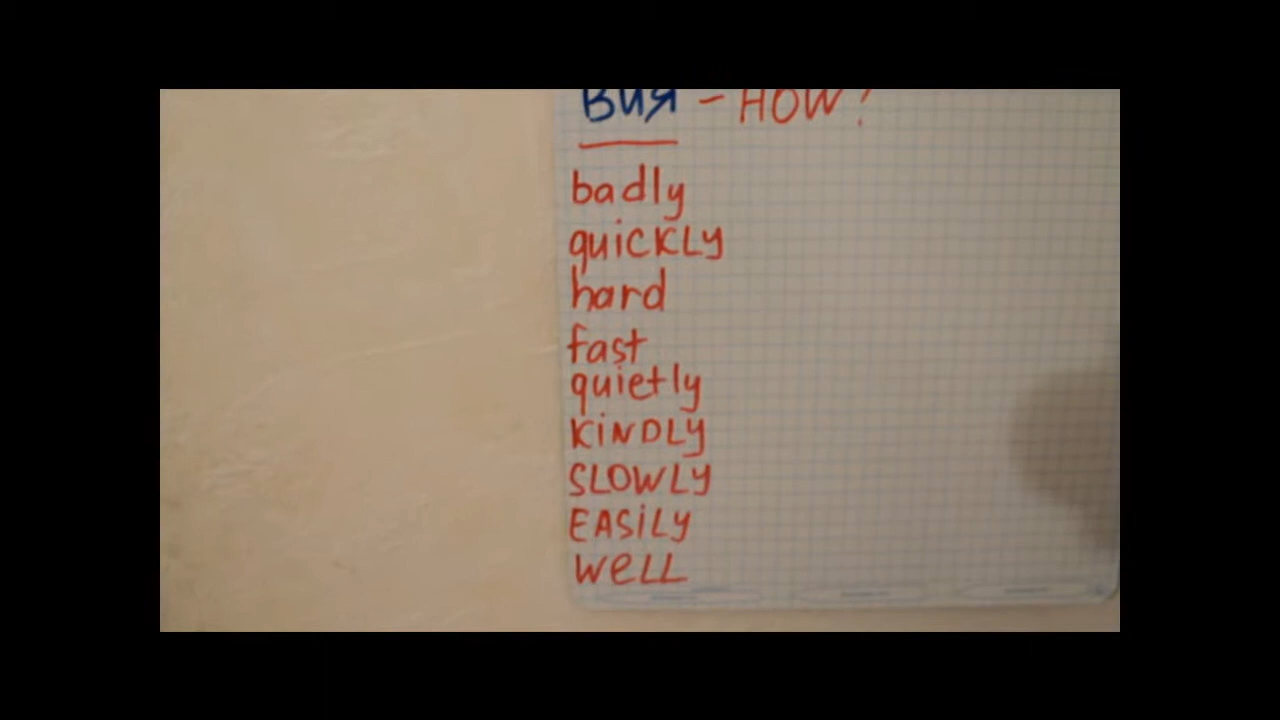 вия - HOW?
badly
quickLy
hard
fast
quietly
KiNDLY
SLOWLY
EASiLY
WeLL